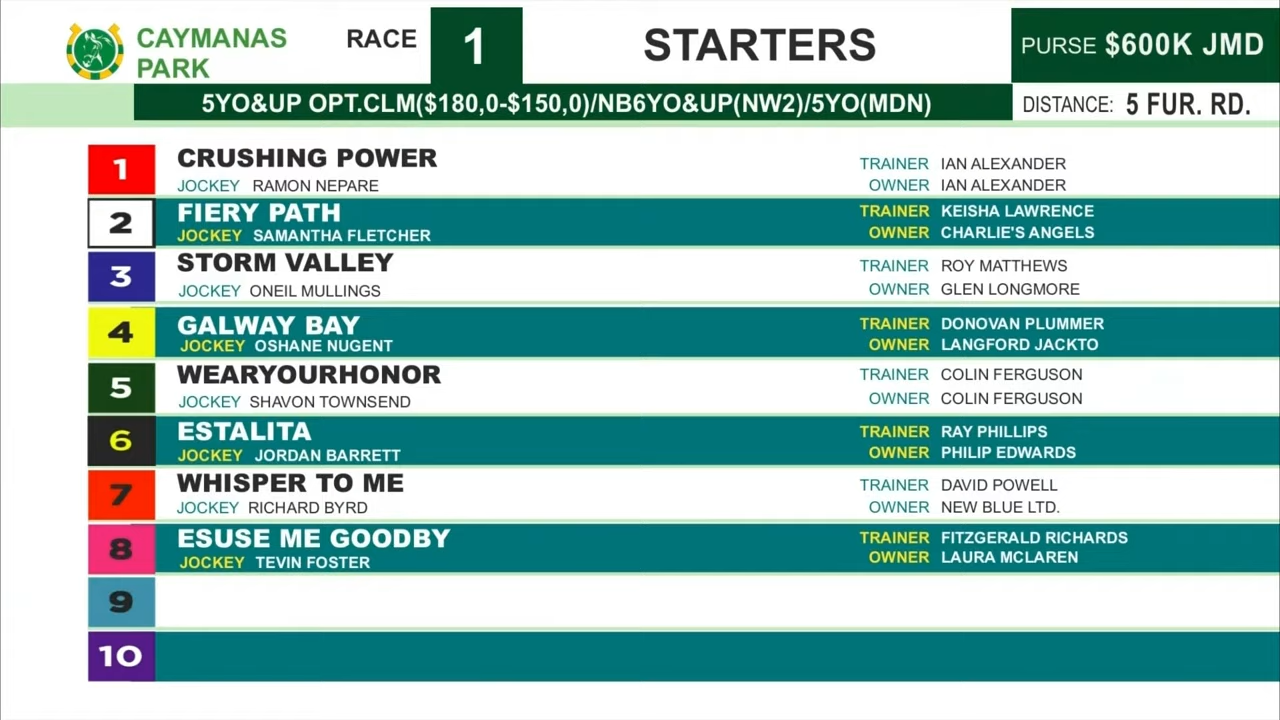 CAYMANAS PARK
RACE 1
STARTERS
PURSE $600K JMD
5YO&UP OPT.CLM($180,0-$150,0)/NB6YO&UP(NW2)/5YO(MDN)
DISTANCE: 5 FUR. RD.
1 CRUSHING POWER
JOCKEY RAMON NEPARE
TRAINER IAN ALEXANDER
OWNER IAN ALEXANDER
2 FIERY PATH
JOCKEY SAMANTHA FLETCHER
TRAINER KEISHA LAWRENCE
OWNER CHARLIE'S ANGELS
3 STORM VALLEY
JOCKEY ONEIL MULLINGS
TRAINER ROY MATTHEWS
OWNER GLEN LONGMORE
4 GALWAY BAY
JOCKEY OSHANE NUGENT
TRAINER DONOVAN PLUMMER
OWNER LANGFORD JACKTO
5 WEARYOURHONOR
JOCKEY SHAVON TOWNSEND
TRAINER COLIN FERGUSON
OWNER COLIN FERGUSON
6 ESTALITA
JOCKEY JORDAN BARRETT
TRAINER RAY PHILLIPS
OWNER PHILIP EDWARDS
7 WHISPER TO ME
JOCKEY RICHARD BYRD
TRAINER DAVID POWELL
OWNER NEW BLUE LTD.
8 ESUSE ME GOODBY
JOCKEY TEVIN FOSTER
TRAINER FITZGERALD RICHARDS
OWNER LAURA MCLAREN
9
10